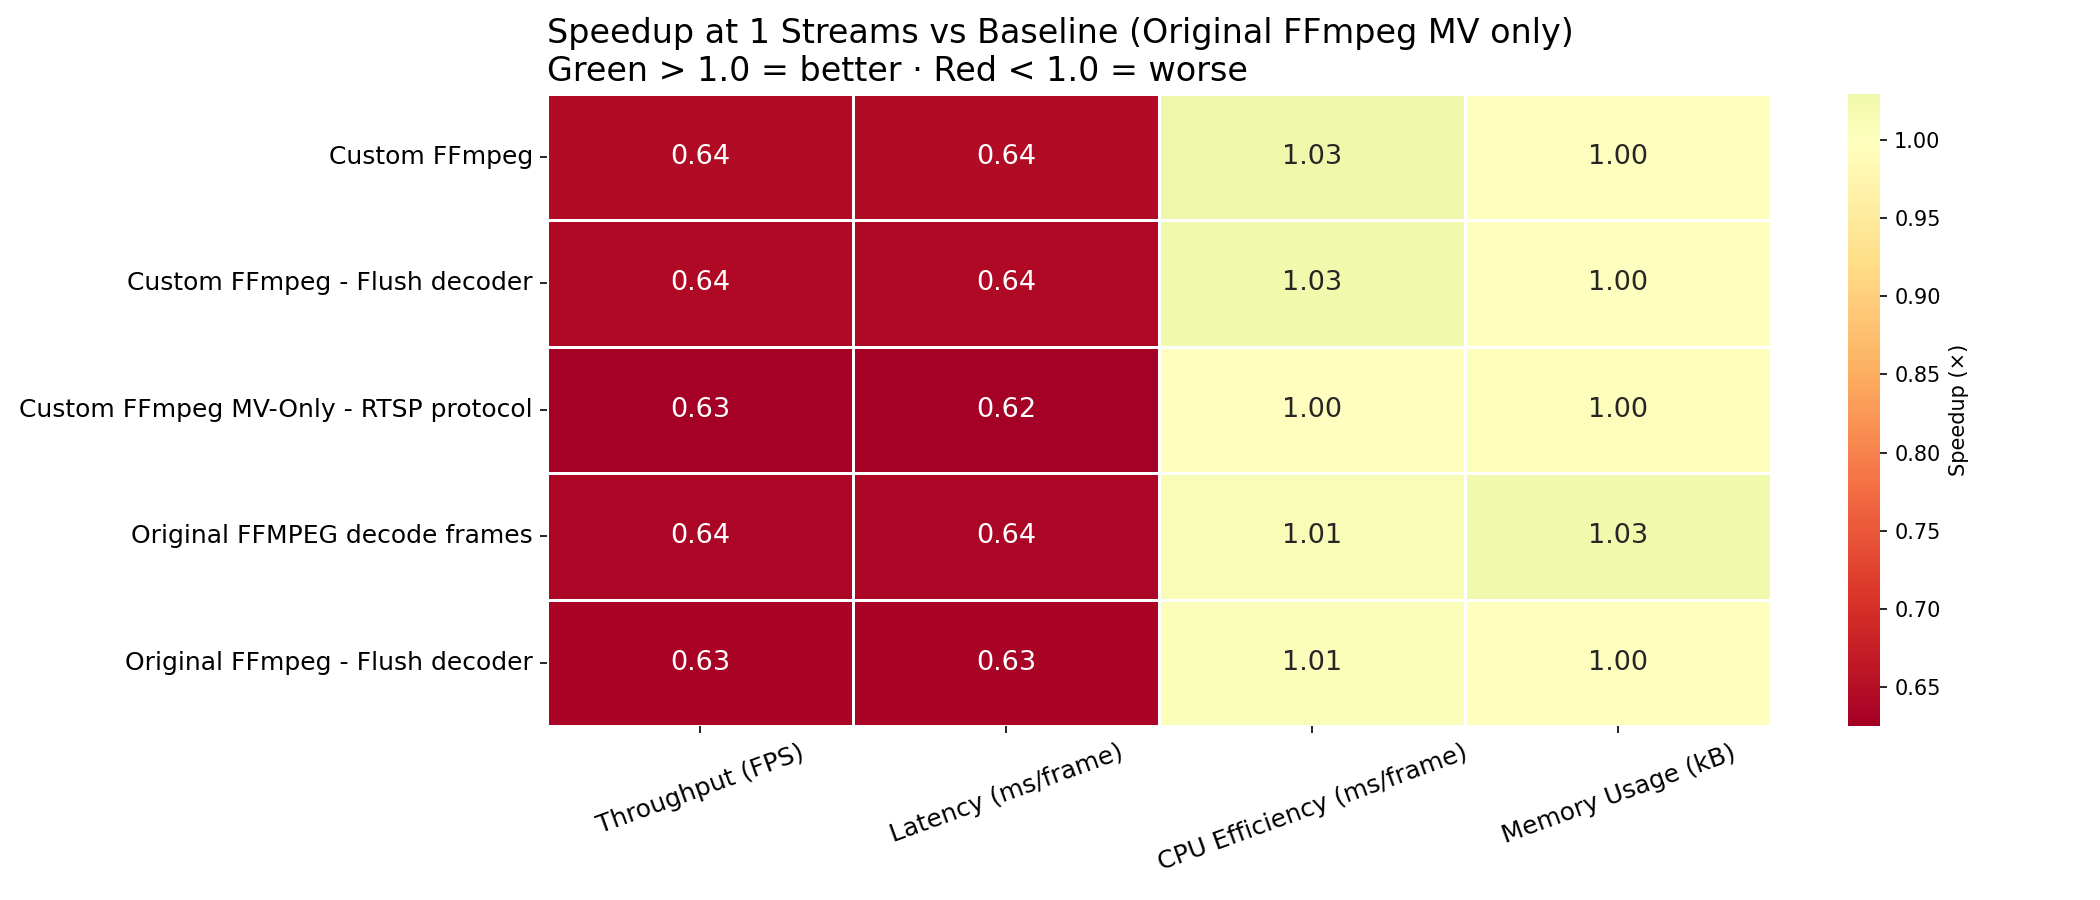 Speedup at 1 Streams vs Baseline (Original FFmpeg MV only)
Green > 1.0 = better · Red < 1.0 = worse
Custom FFmpeg 0.64 0.64 1.03 1.00
Custom FFmpeg - Flush decoder 0.64 0.64 1.03 1.00
Custom FFmpeg MV-Only - RTSP protocol 0.63 0.62 1.00 1.00
Original FFMPEG decode frames 0.64 0.64 1.01 1.03
Original FFmpeg - Flush decoder 0.63 0.63 1.01 1.00
Throughput (FPS)
Latency (ms/frame)
CPU Efficiency (ms/frame)
Memory Usage (kB)
1.00
0.95
0.90
0.85
0.80
0.75
0.70
0.65
Speedup (×)